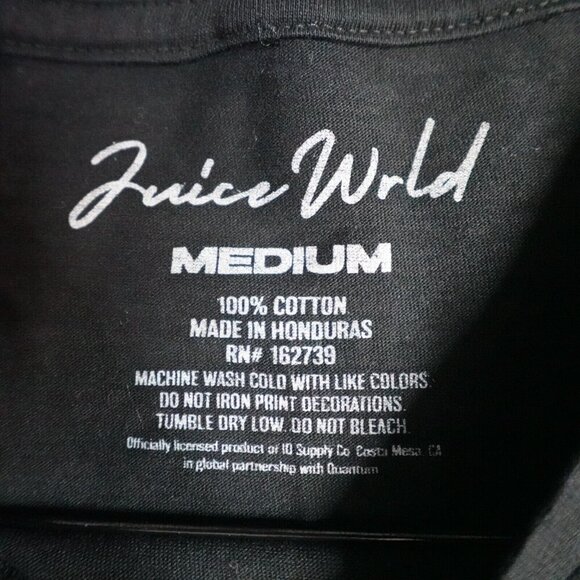 Juice Wrld
MEDIUM
100% COTTON
MADE IN HONDURAS
RN# 162739
MACHINE WASH COLD WITH LIKE COLORS.
DO NOT IRON PRINT DECORATIONS.
TUMBLE DRY LOW. DO NOT BLEACH.
Officially licensed product of ID Supply Co. Costa Mesa, CA
in global partnership with Quantum